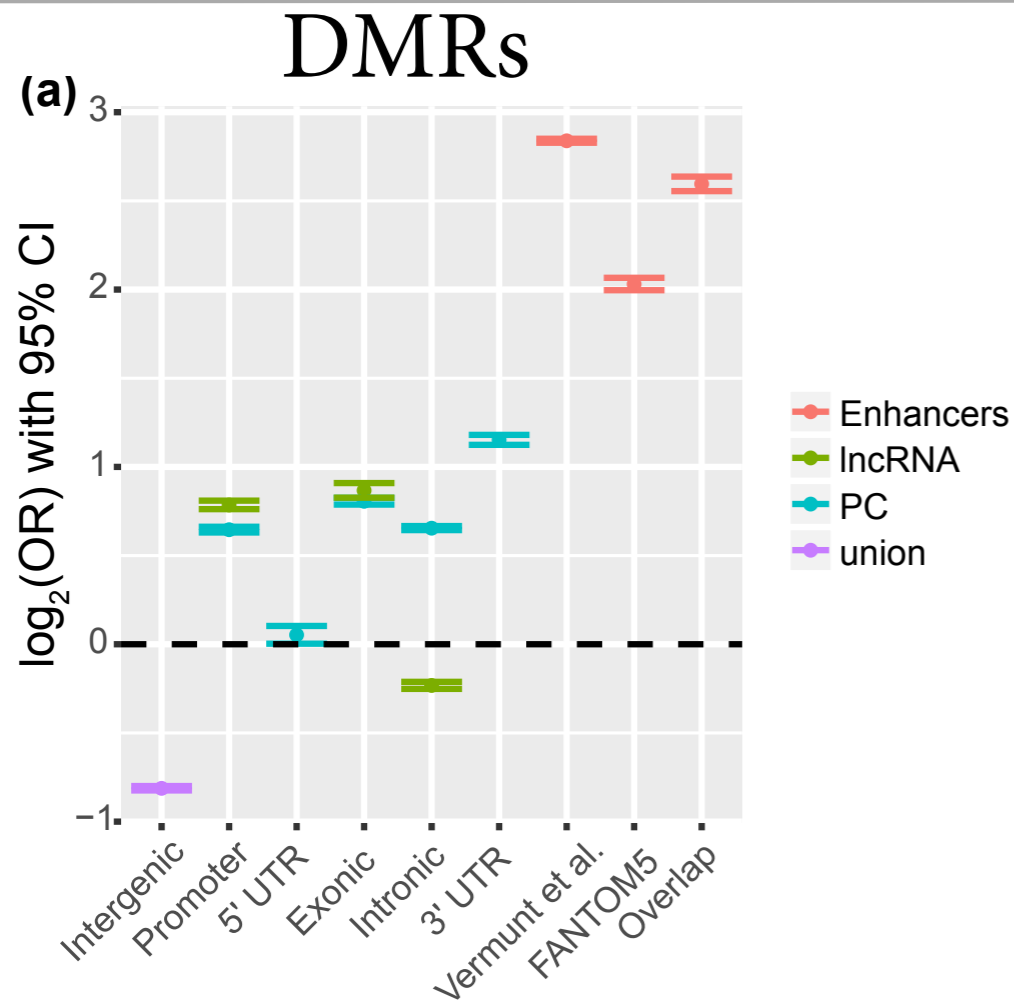 DMRs
(a)
log2(OR) with 95% CI
3
2
1
0
−1
Intergenic
Promoter
5' UTR
Exonic
Intronic
3' UTR
Vermunt et al.
FANTOM5
Overlap
Enhancers
lncRNA
PC
union